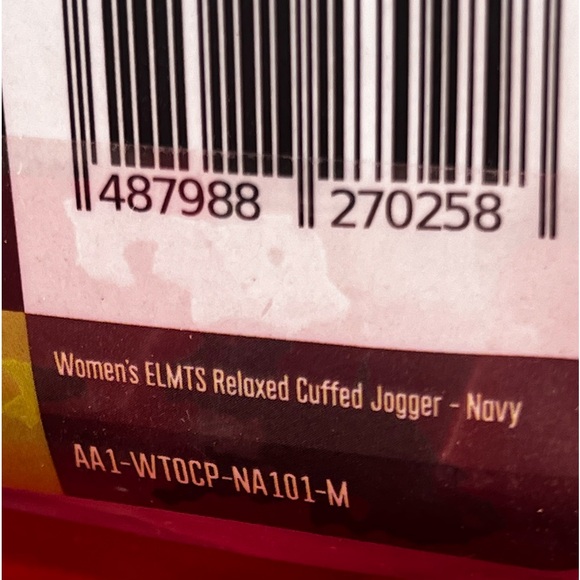 487988 270258
Women's ELMTS Relaxed Cuffed Jogger - Navy
AA1-WTOCP-NA101-M